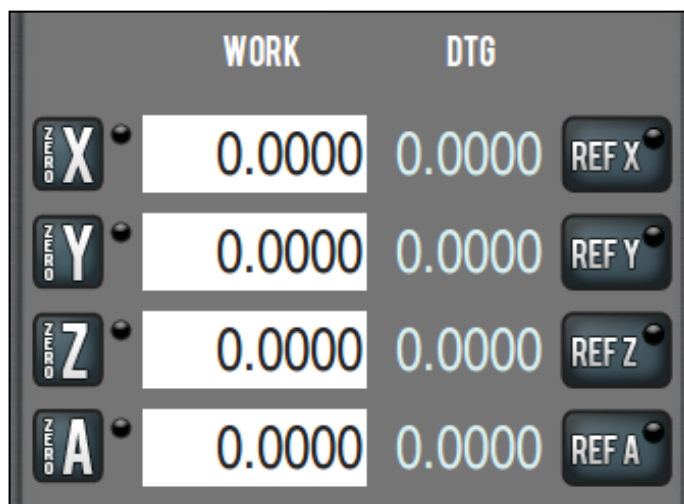 WORK DTG
ZERO X 0.0000 0.0000 REF X
ZERO Y 0.0000 0.0000 REF Y
ZERO Z 0.0000 0.0000 REF Z
ZERO A 0.0000 0.0000 REF A